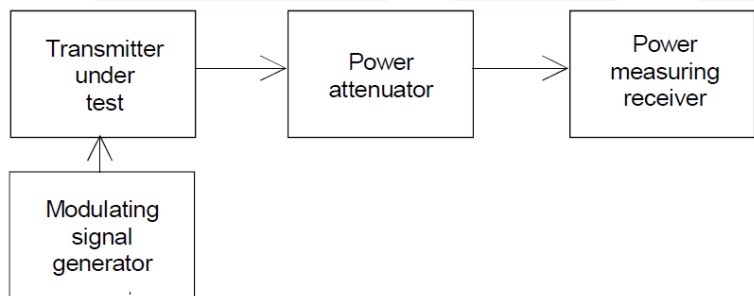 Transmitter
under
test
Power
attenuator
Power
measuring
receiver
Modulating
signal
generator